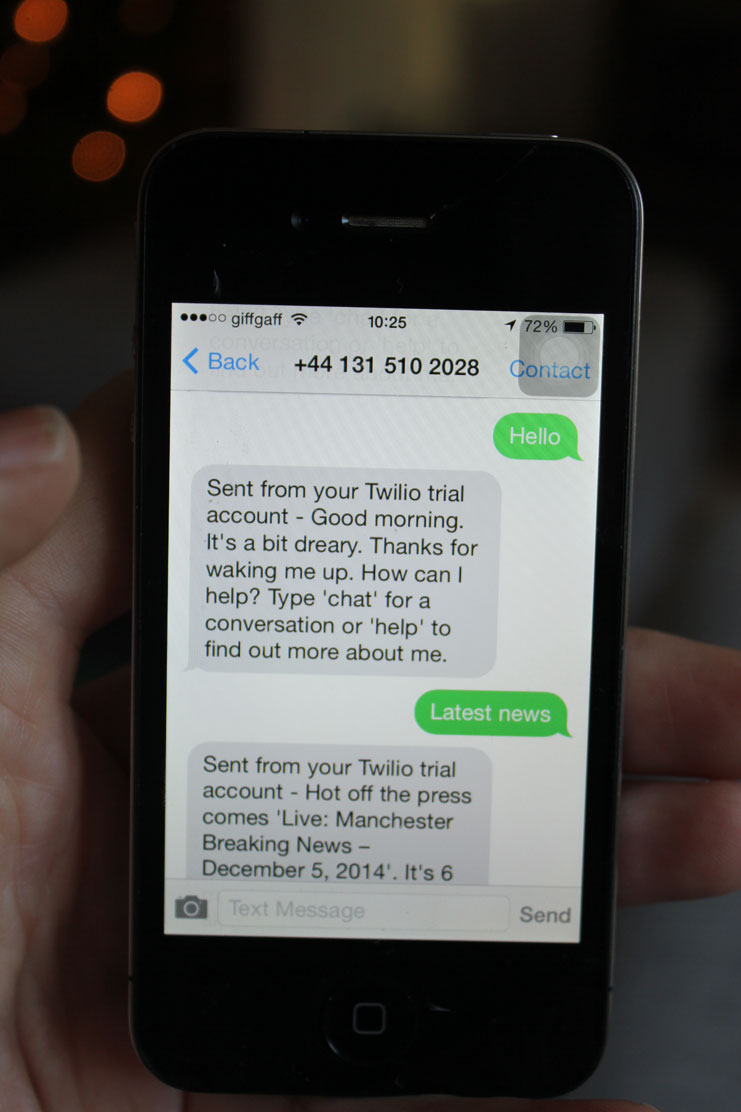 giffgaff 10:25 72%
Back +44 131 510 2028 Contact
Hello
Sent from your Twilio trial
account - Good morning.
It's a bit dreary. Thanks for
waking me up. How can I
help? Type 'chat' for a
conversation or 'help' to
find out more about me.
Latest news
Sent from your Twilio trial
account - Hot off the press
comes 'Live: Manchester
Breaking News –
December 5, 2014'. It's 6
Text Message Send